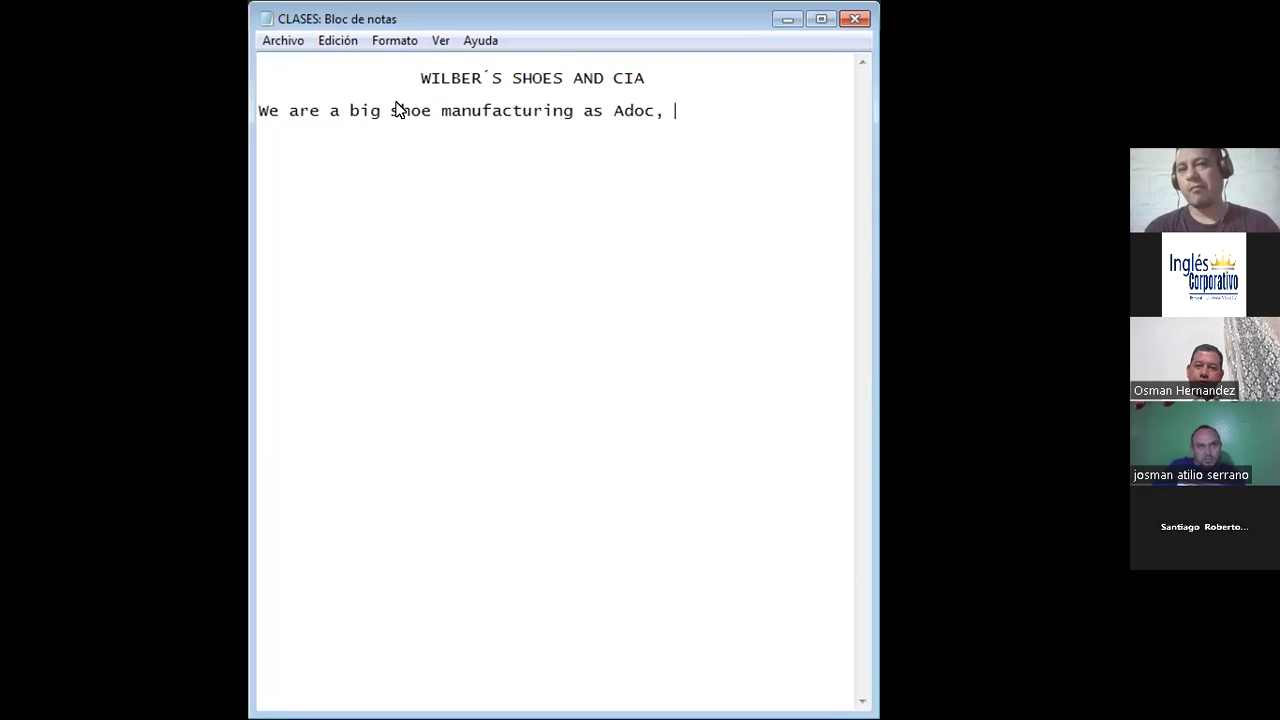 CLASES: Bloc de notas
Archivo Edición Formato Ver Ayuda
WILBER´S SHOES AND CIA
We are a big shoe manufacturing as Adoc,
Inglés
Corporativo
Osman Hernandez
josman atilio serrano
Santiago Roberto...